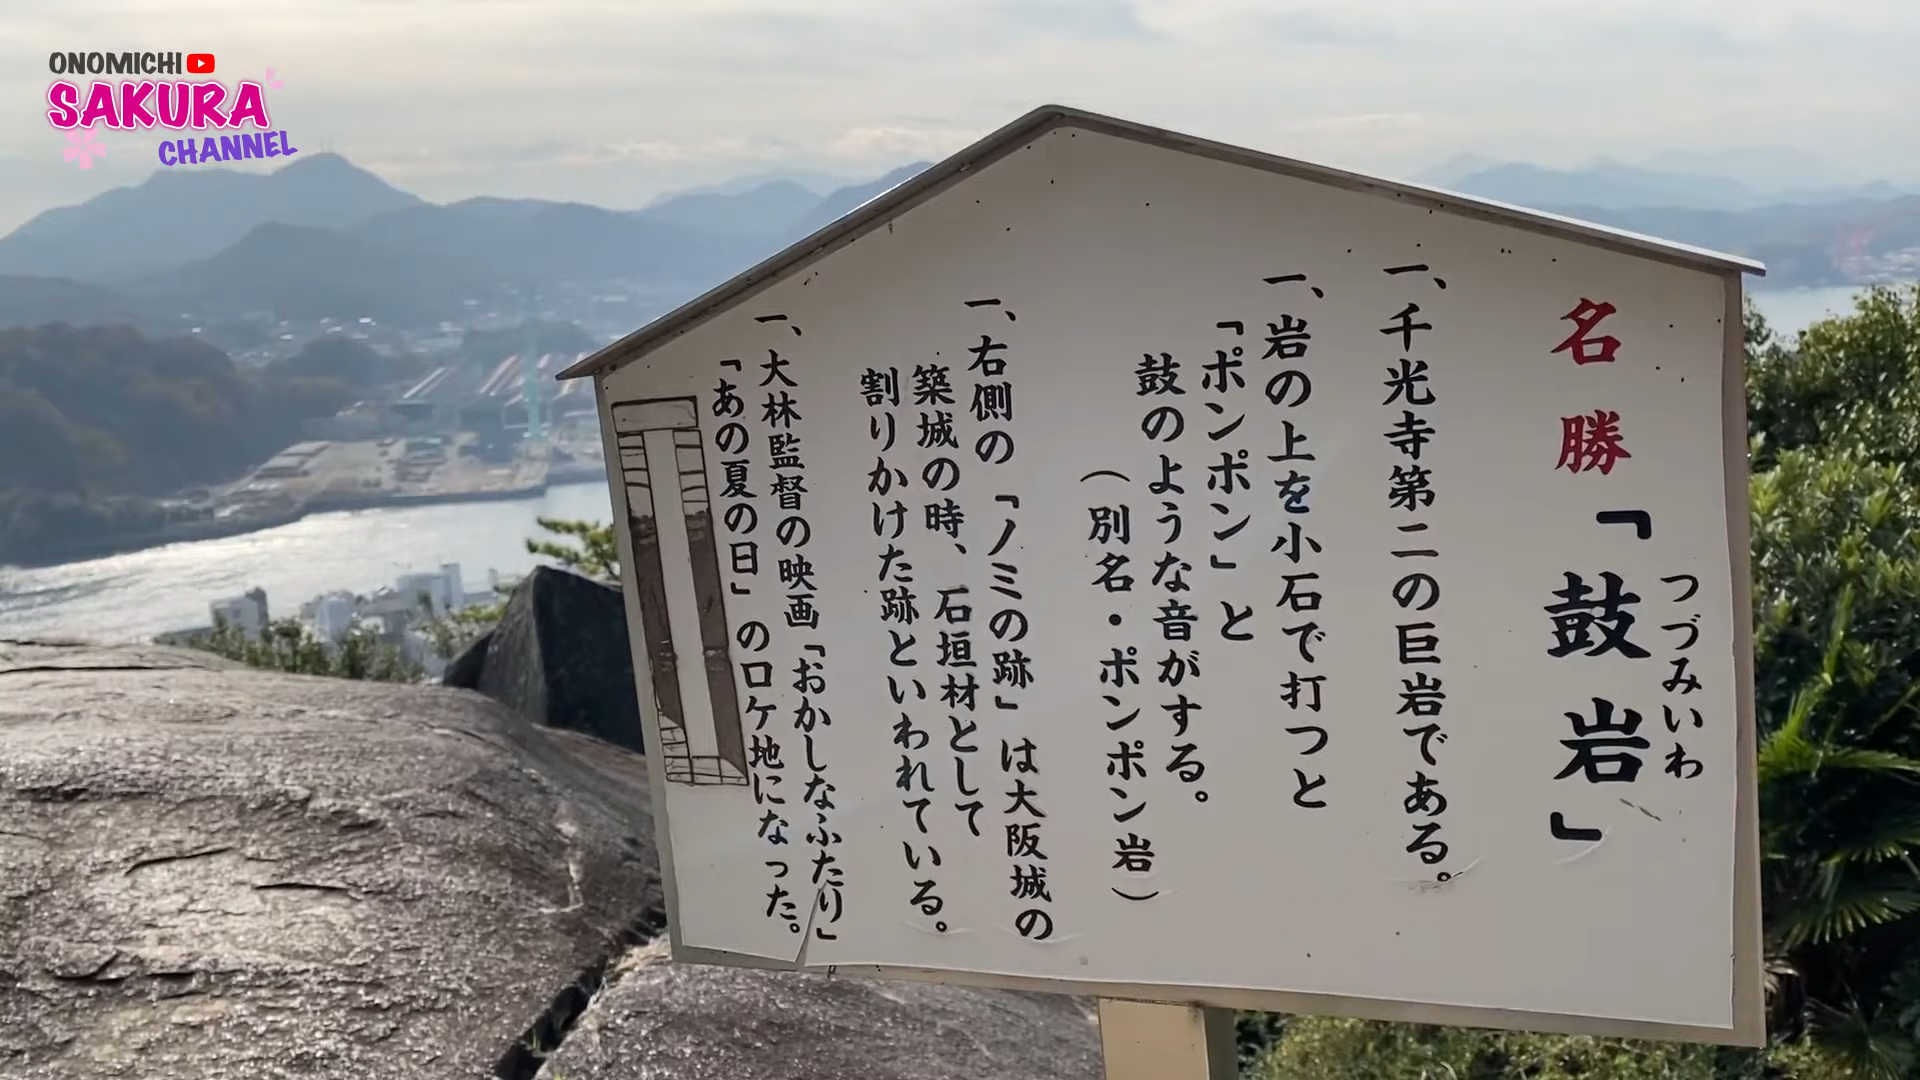 ONOMICHI
SAKURA
CHANNEL
名勝「鼓岩」
つづみいわ
一、千光寺第二の巨岩である。
一、岩の上を小石で打つと
「ポンポン」と
鼓のような音がする。
（別名・ポンポン岩）
一、右側の「ノミの跡」は大阪城の
築城の時、石垣材として
割りかけた跡といわれている。
一、大林監督の映画「おかしなふたり」
「あの夏の日」のロケ地になった。